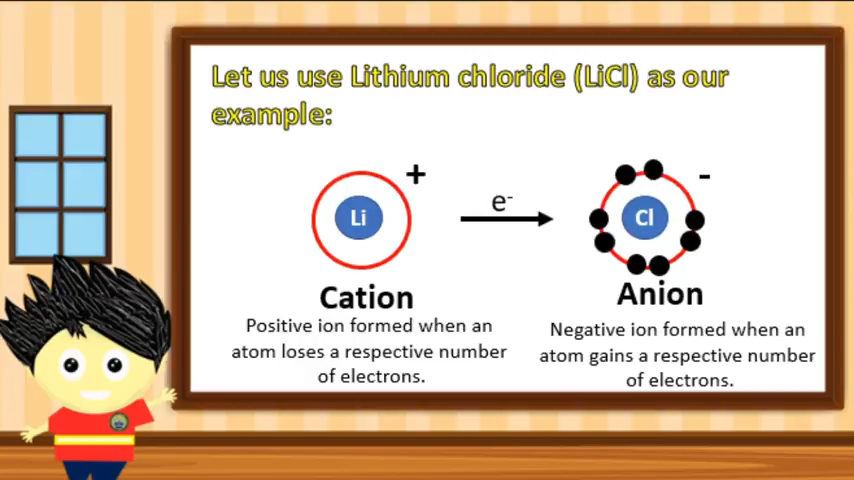 Let us use Lithium chloride (LiCl) as our
example:
+
-
e-
Li
Cl
Cation
Anion
Positive ion formed when an
atom loses a respective number
of electrons.
Negative ion formed when an
atom gains a respective number
of electrons.